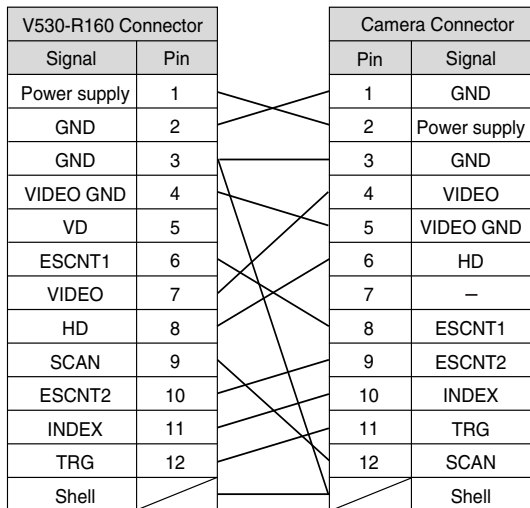 V530-R160 Connector
Signal Pin
Power supply 1
GND 2
GND 3
VIDEO GND 4
VD 5
ESCNT1 6
VIDEO 7
HD 8
SCAN 9
ESCNT2 10
INDEX 11
TRG 12
Shell
Camera Connector
Pin Signal
1 GND
2 Power supply
3 GND
4 VIDEO
5 VIDEO GND
6 HD
7 –
8 ESCNT1
9 ESCNT2
10 INDEX
11 TRG
12 SCAN
Shell